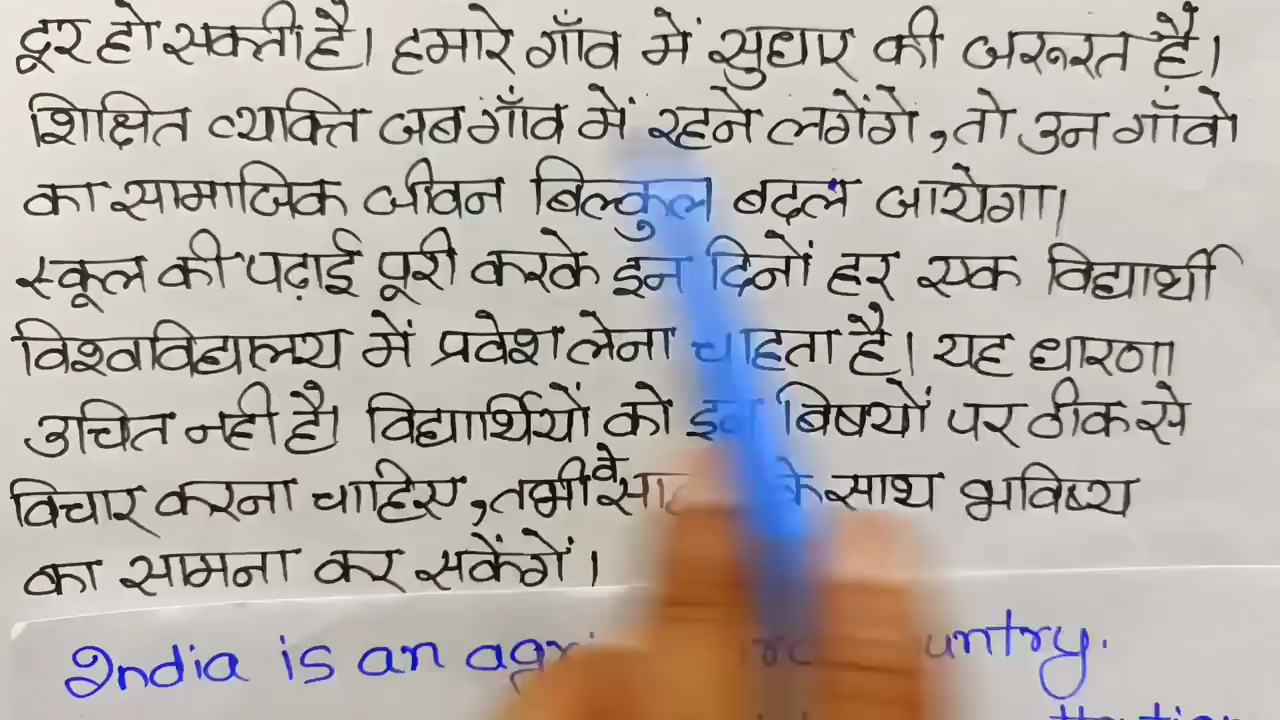 दूर हो सकती है। हमारे गाँव में सुधार की जरूरत है।
शिक्षित व्यक्ति जब गाँव में रहने लगेंगे, तो उन गाँवो
का सामाजिक जीवन बिल्कुल बदल जायेगा।
स्कूल की पढ़ाई पूरी करके इन दिनों हर एक विद्यार्थी
विश्वविद्यालय में प्रवेश लेना चाहता है। यह धारणा
उचित नही है। विद्यार्थियों को इन बिषयों पर ठीक से
विचार करना चाहिए, तभी वे के साथ भविष्य
का सामना कर सकेंगें।
India is an